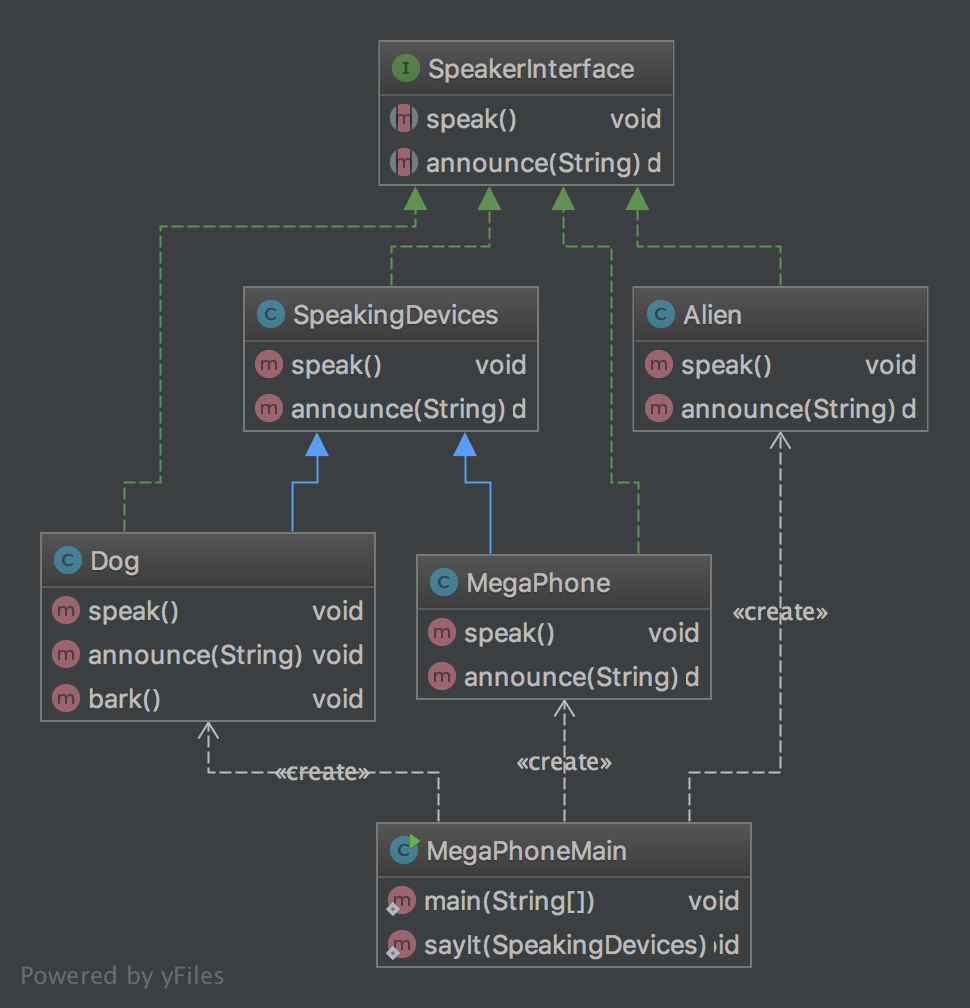 I SpeakerInterface
m speak() void
m announce(String) d
C SpeakingDevices
m speak() void
m announce(String) d
C Alien
m speak() void
m announce(String) d
C Dog
m speak() void
m announce(String) void
m bark() void
C MegaPhone
m speak() void
m announce(String) d
«create»
«create»
«create»
C MegaPhoneMain
m main(String[]) void
m sayIt(SpeakingDevices) id
Powered by yFiles